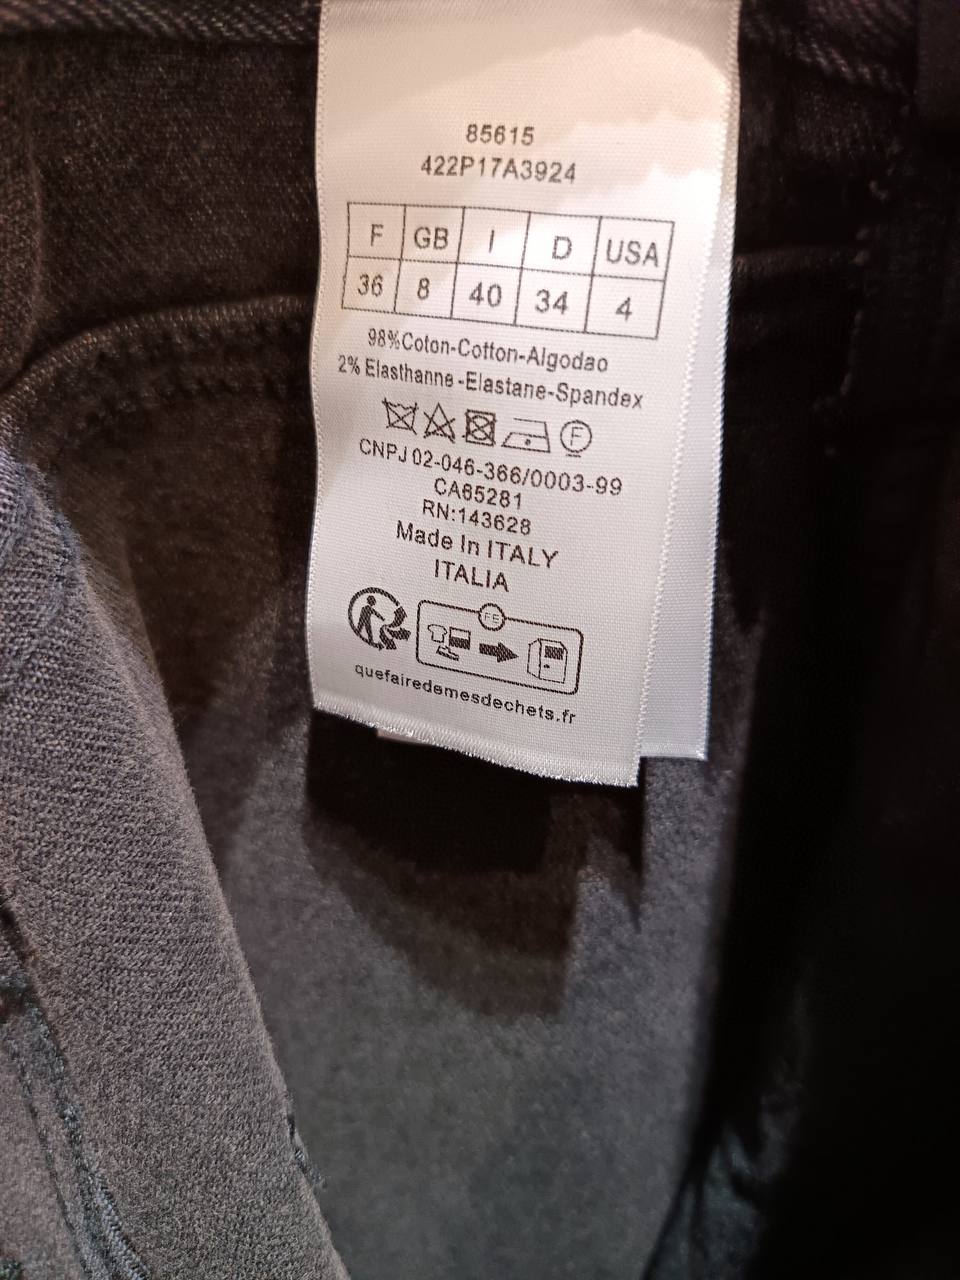 85615
422P17A3924
F GB I D USA
36 8 40 34 4
98%Coton-Cotton-Algodao
2% Elasthanne-Elastane-Spandex
F
CNPJ 02-046-366/0003-99
CA65281
RN:143628
Made In ITALY
ITALIA
FE
quefairedemesdechets.fr